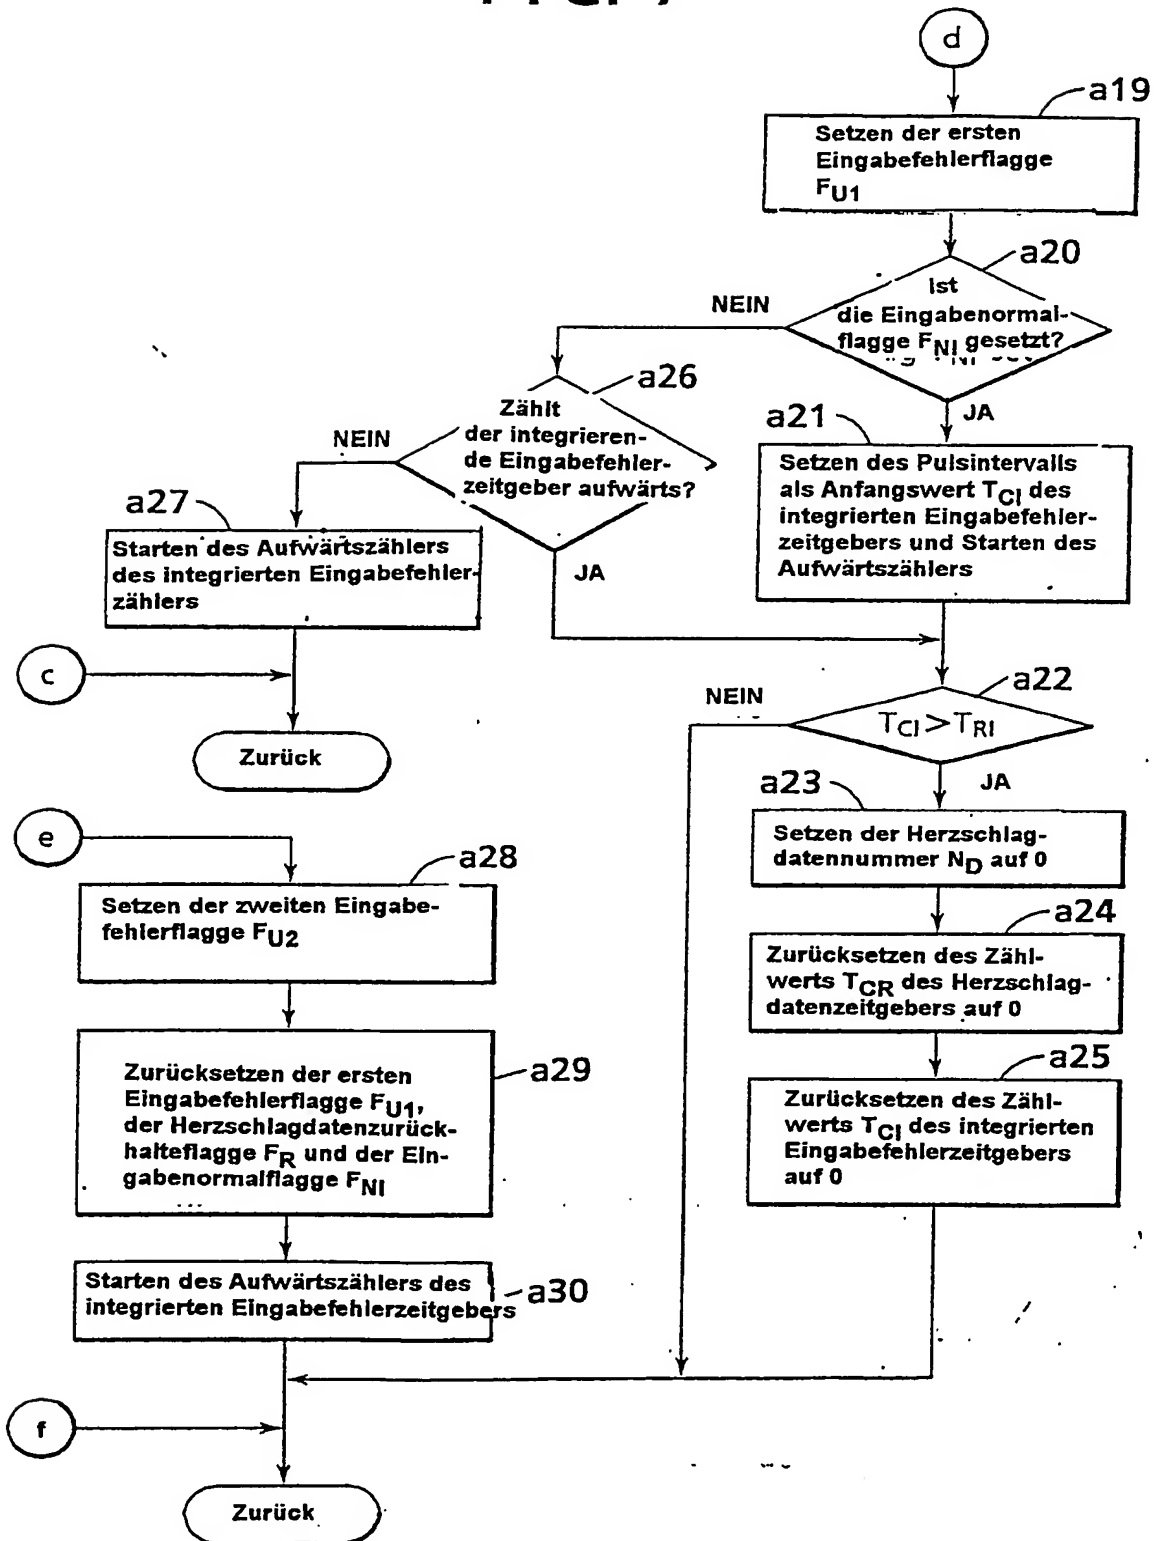 d
a19
Setzen der ersten
Eingabefehlerflagge
FU1
a20
Ist
die Eingabenormal-
flagge FNI gesetzt?
NEIN
JA
a26
Zählt
der integrieren-
de Eingabefehler-
zeitgeber aufwärts?
NEIN
JA
a21
Setzen des Pulsintervalls
als Anfangswert TCI des
integrierten Eingabefehler-
zeitgebers und Starten des
Aufwärtszählers
a27
Starten des Aufwärtszählers
des integrierten Eingabefehler-
zählers
c
Zurück
a22
NEIN
TCI>TRI
JA
a23
Setzen der Herzschlag-
datennummer ND auf 0
e
a28
Setzen der zweiten Eingabe-
fehlerflagge FU2
a24
Zurücksetzen des Zähl-
werts TCR des Herzschlag-
datenzeitgebers auf 0
a29
Zurücksetzen der ersten
Eingabefehlerflagge FU1,
der Herzschlagdatenzurück-
halteflagge FR und der Ein-
gabenormalflagge FNI
a25
Zurücksetzen des Zähl-
werts TCI des integrierten
Eingabefehlerzeitgebers
auf 0
a30
Starten des Aufwärtszählers des
integrierten Eingabefehlerzeitgebers
f
Zurück